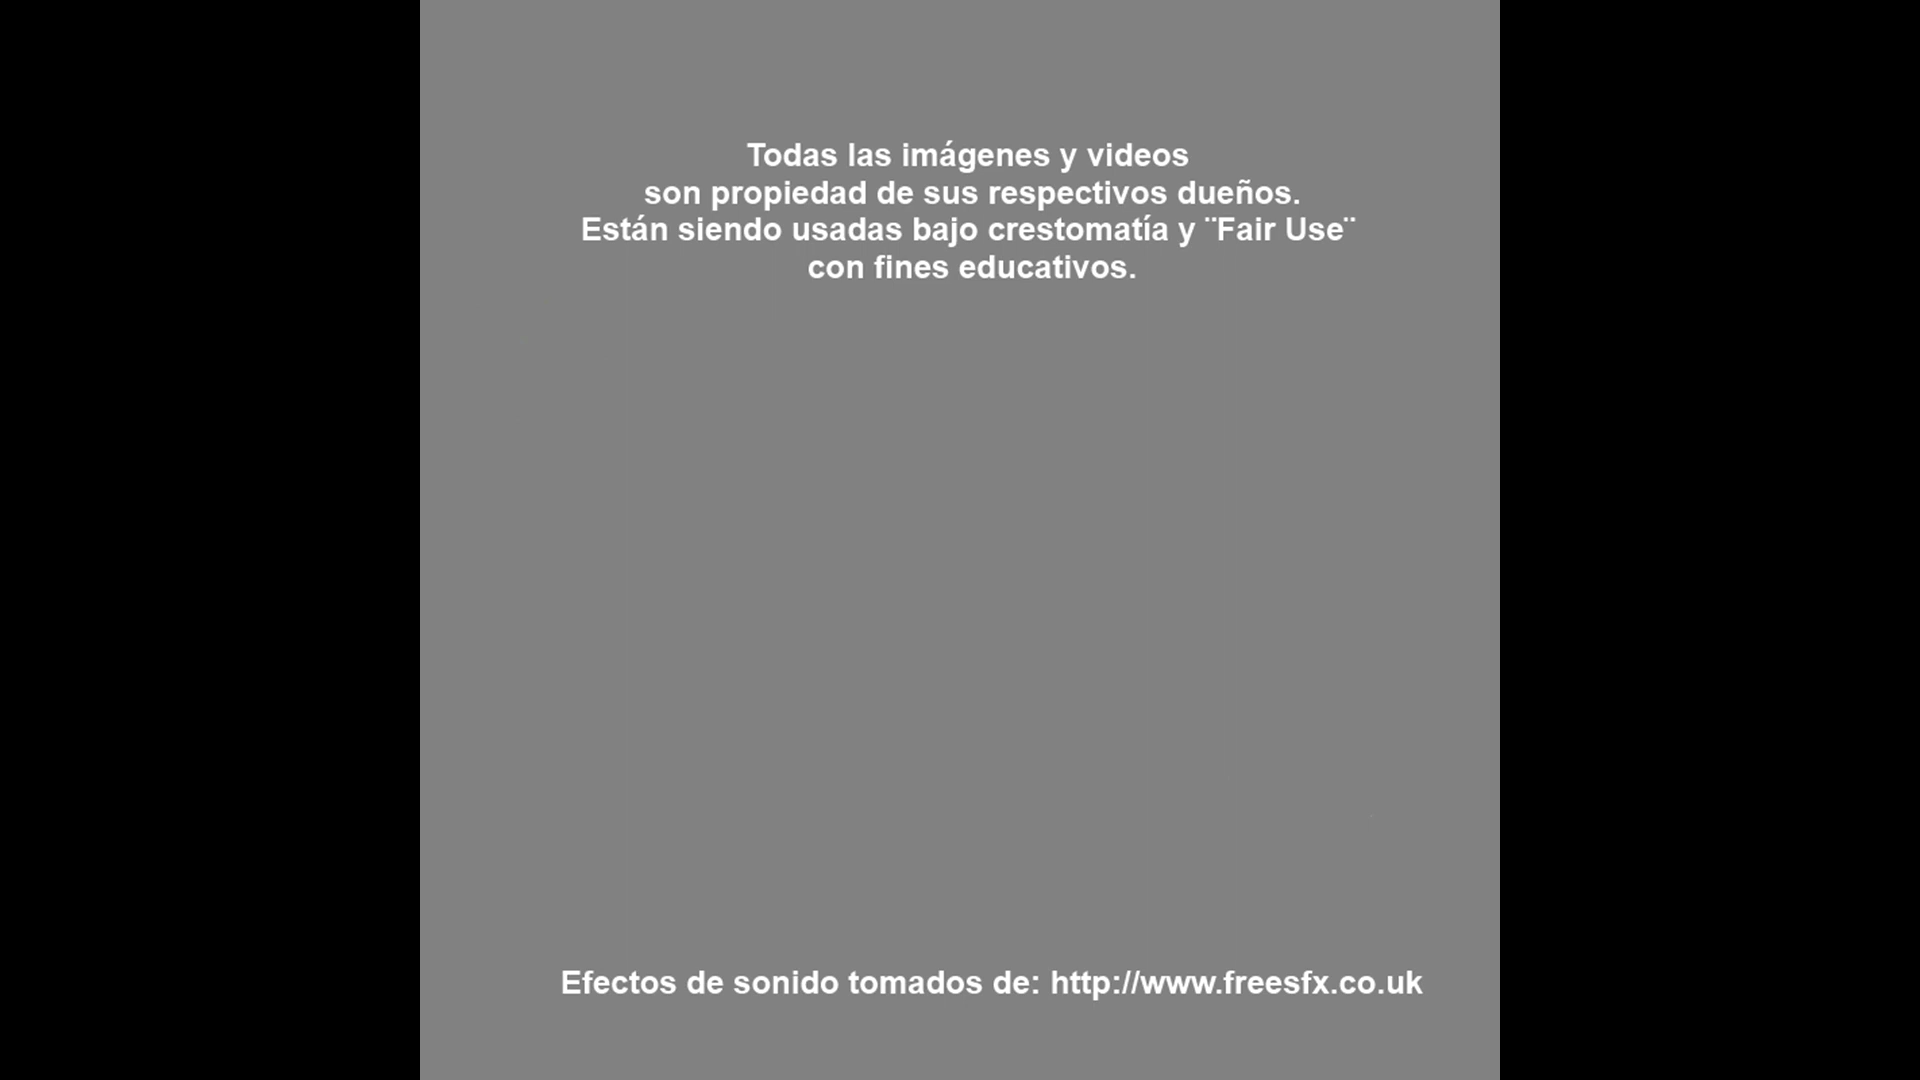 Todas las imágenes y videos
son propiedad de sus respectivos dueños.
Están siendo usadas bajo crestomatía y ¨Fair Use¨
con fines educativos.
Efectos de sonido tomados de: http://www.freesfx.co.uk